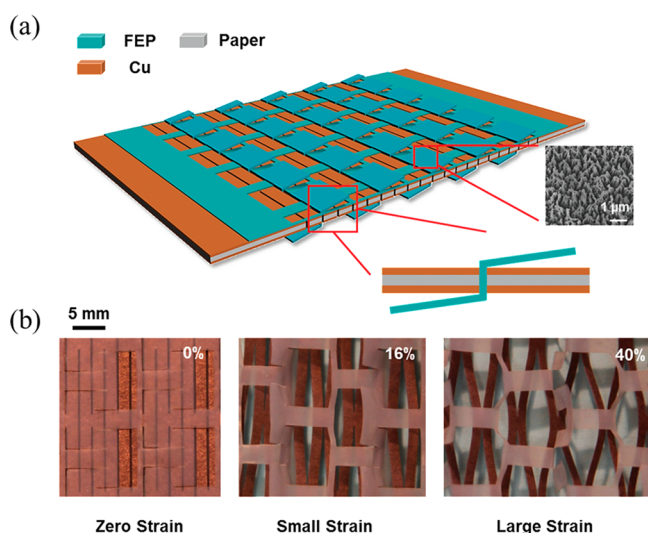 (a)
FEP Paper
Cu
1 μm
(b)
5 mm
0% 16% 40%
Zero Strain Small Strain Large Strain